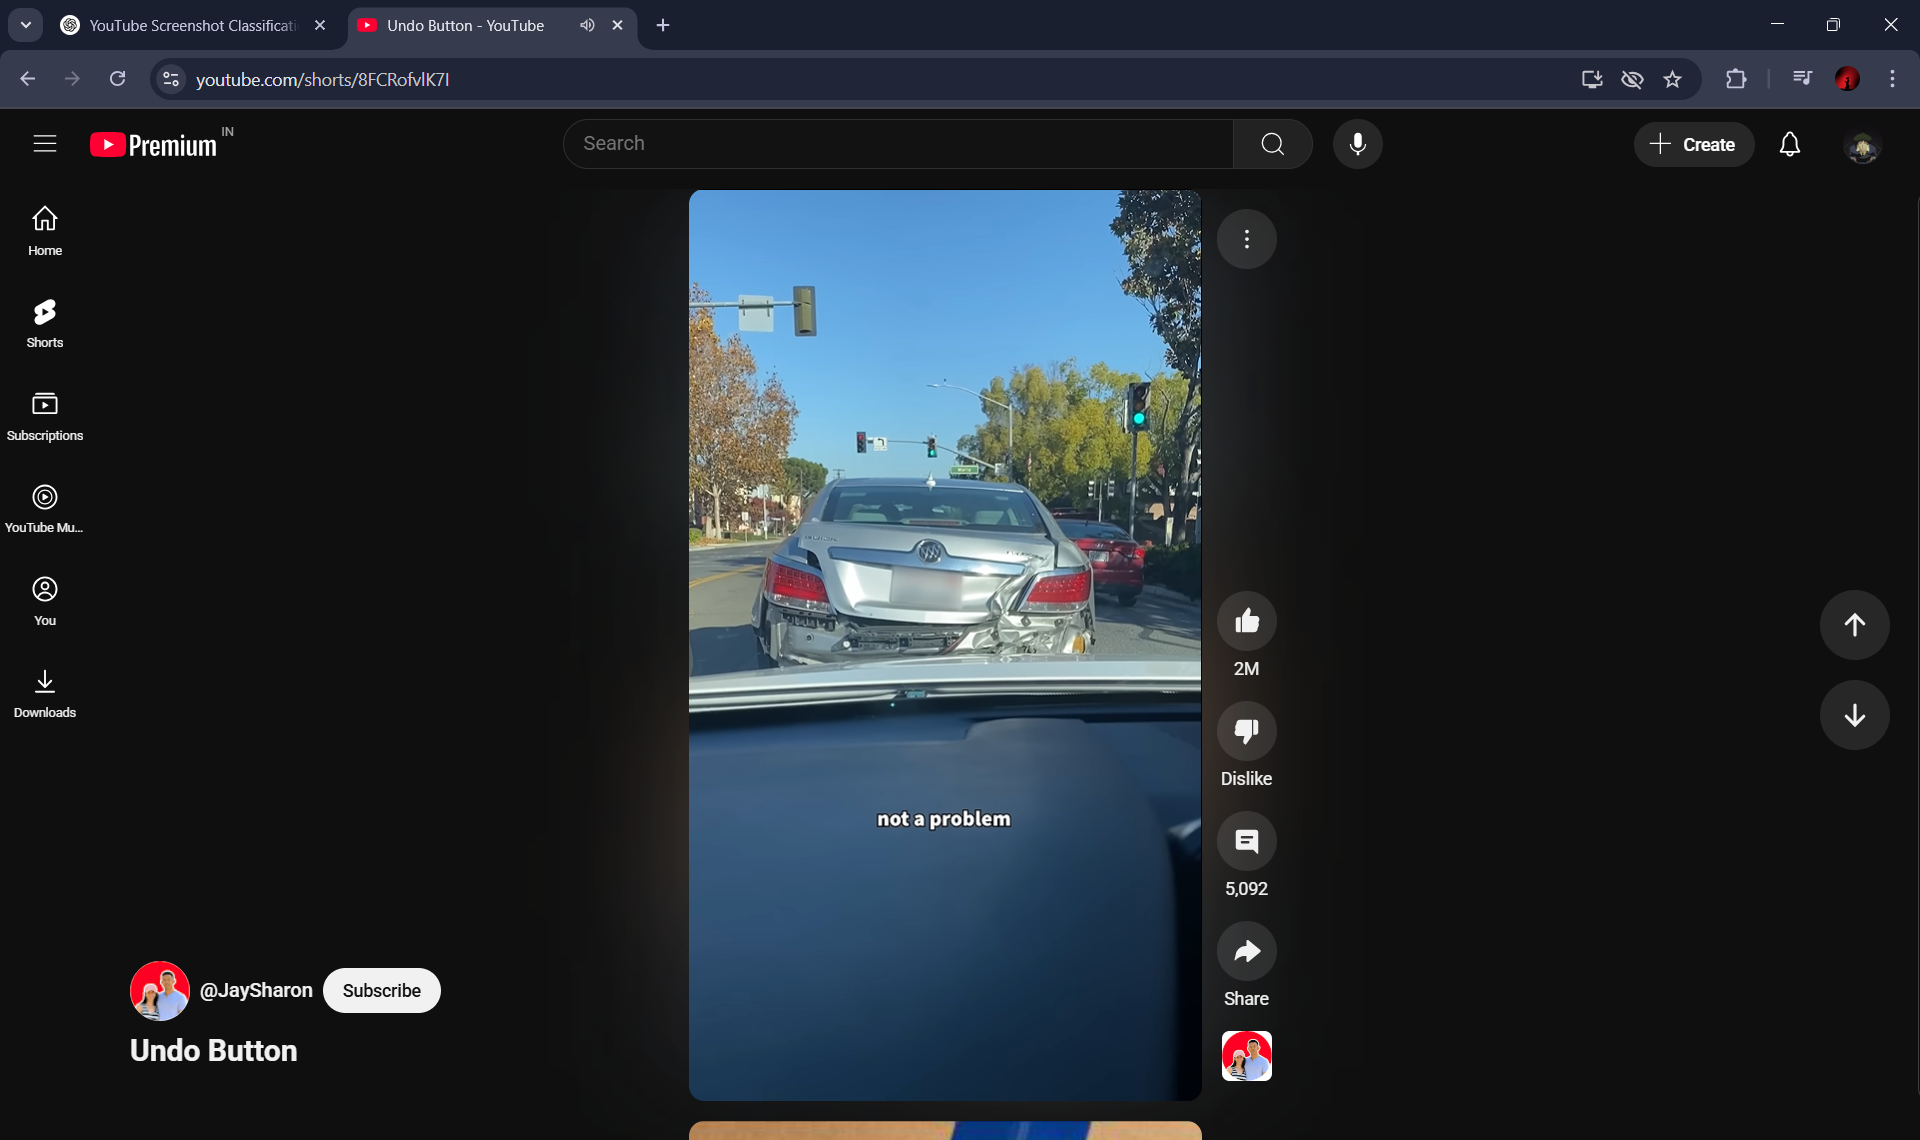 YouTube Screenshot Classificati
Undo Button - YouTube
youtube.com/shorts/8FCRofvlK7I
Premium IN
Search
Create
Home
Shorts
Subscriptions
YouTube Mu...
You
Downloads
BUICK
not a problem
2M
Dislike
5,092
Share
@JaySharon
Subscribe
Undo Button